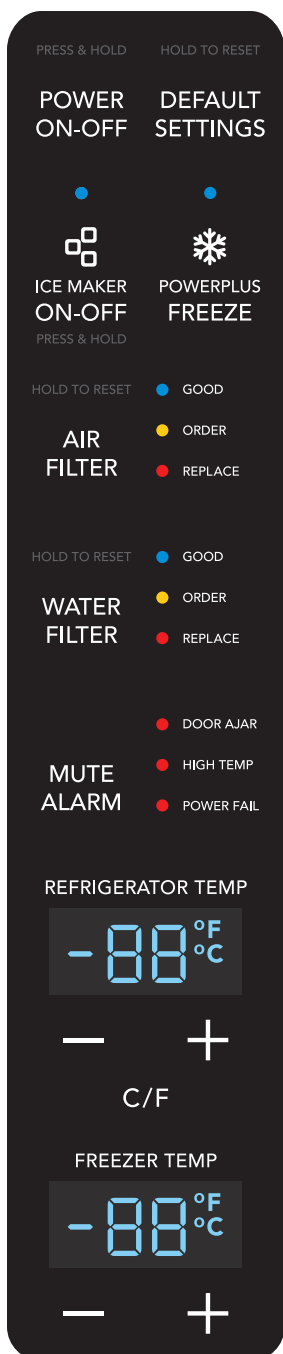 PRESS & HOLD
HOLD TO RESET
POWER
ON-OFF
DEFAULT
SETTINGS
ICE MAKER
ON-OFF
PRESS & HOLD
POWERPLUS
FREEZE
HOLD TO RESET
AIR
FILTER
GOOD
ORDER
REPLACE
HOLD TO RESET
WATER
FILTER
GOOD
ORDER
REPLACE
MUTE
ALARM
DOOR AJAR
HIGH TEMP
POWER FAIL
REFRIGERATOR TEMP
-88 °F
°C
− +
C/F
FREEZER TEMP
-88 °F
°C
− +